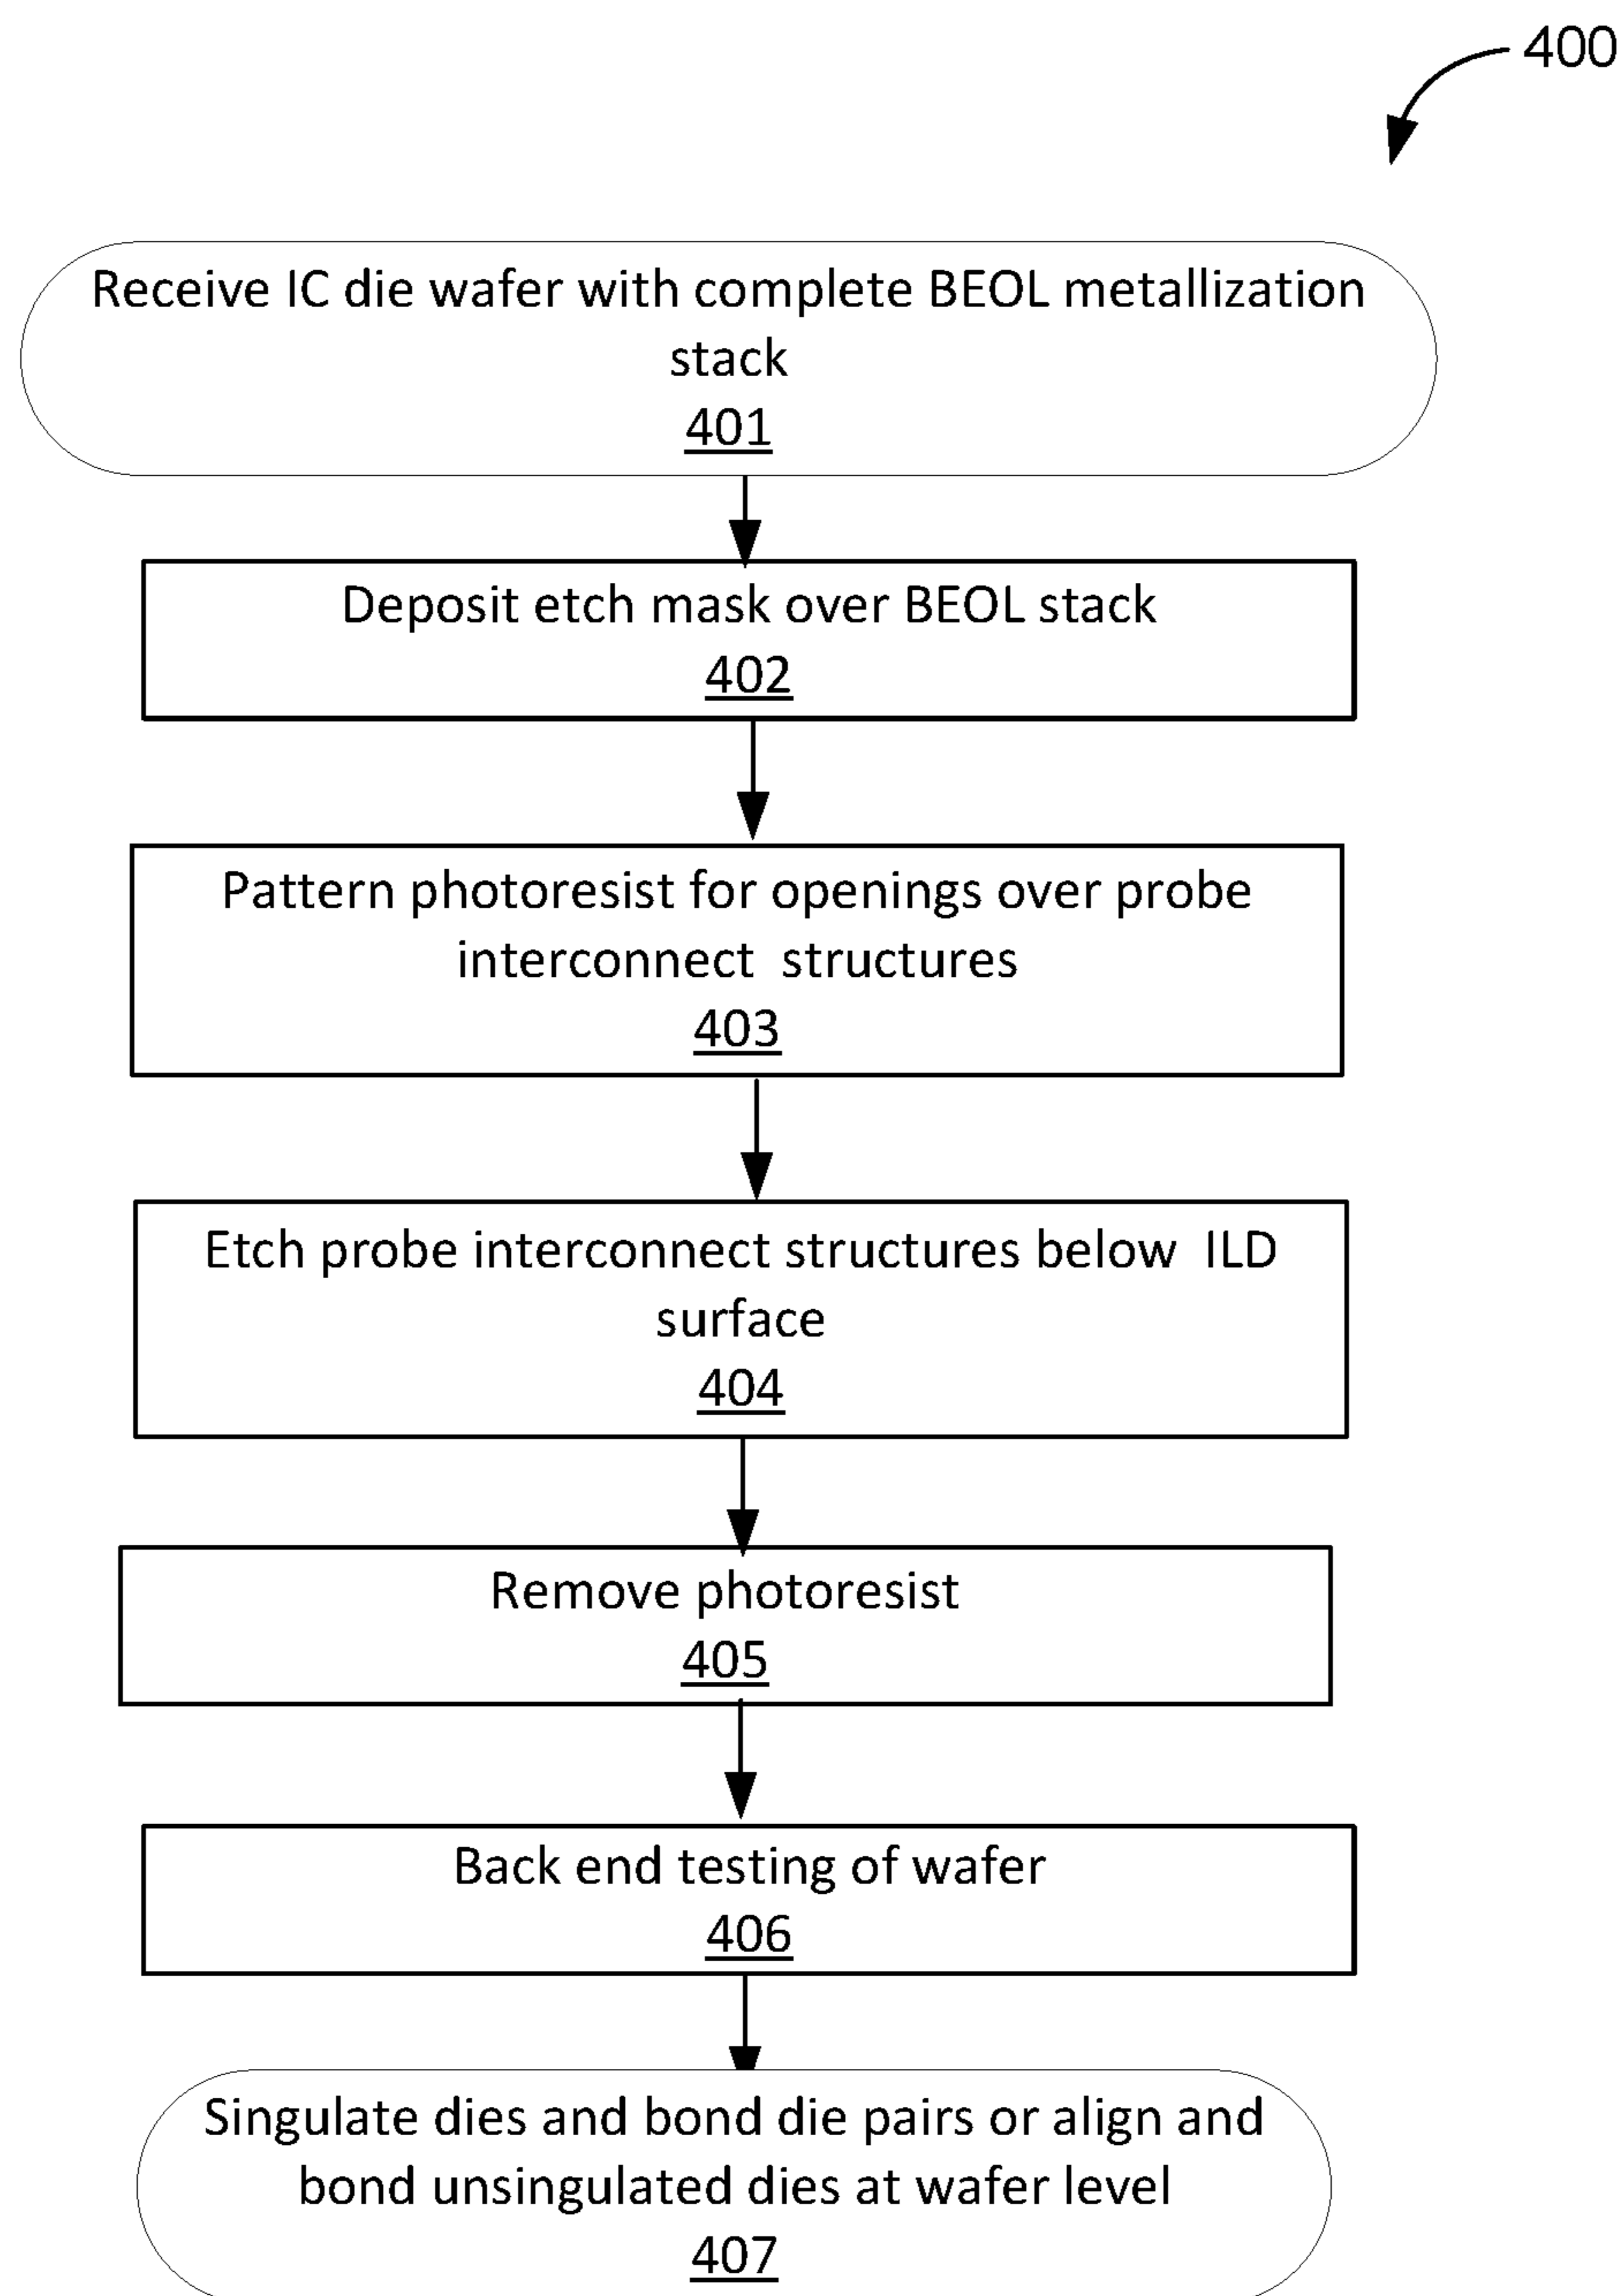 400
Receive IC die wafer with complete BEOL metallization
stack
401
Deposit etch mask over BEOL stack
402
Pattern photoresist for openings over probe
interconnect structures
403
Etch probe interconnect structures below ILD
surface
404
Remove photoresist
405
Back end testing of wafer
406
Singulate dies and bond die pairs or align and
bond unsingulated dies at wafer level
407